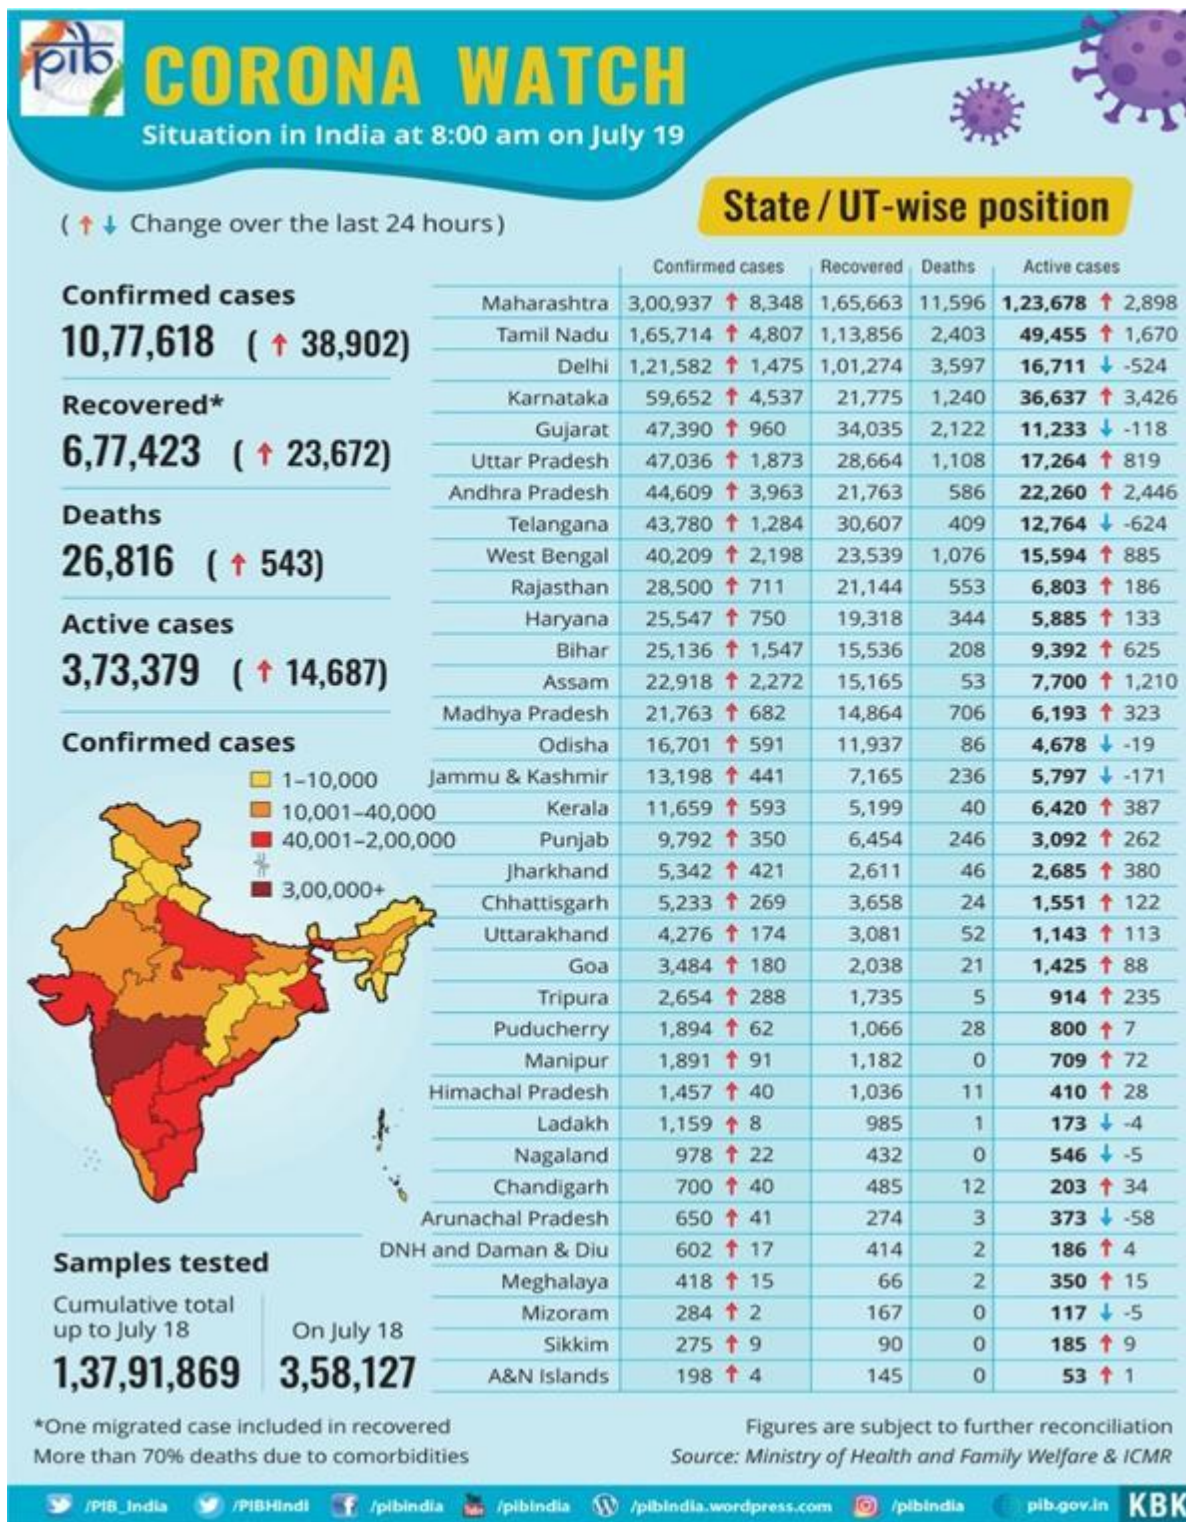 pib
CORONA WATCH
Situation in India at 8:00 am on July 19
( ↑ ↓ Change over the last 24 hours)
Confirmed cases
10,77,618 ( ↑ 38,902)
Recovered*
6,77,423 ( ↑ 23,672)
Deaths
26,816 ( ↑ 543)
Active cases
3,73,379 ( ↑ 14,687)
Confirmed cases
1–10,000
10,001–40,000
40,001–2,00,000
3,00,000+
Samples tested
Cumulative total
up to July 18
1,37,91,869
On July 18
3,58,127
State / UT-wise position
Confirmed cases Recovered Deaths Active cases
Maharashtra 3,00,937 ↑ 8,348 1,65,663 11,596 1,23,678 ↑ 2,898
Tamil Nadu 1,65,714 ↑ 4,807 1,13,856 2,403 49,455 ↑ 1,670
Delhi 1,21,582 ↑ 1,475 1,01,274 3,597 16,711 ↓ -524
Karnataka 59,652 ↑ 4,537 21,775 1,240 36,637 ↑ 3,426
Gujarat 47,390 ↑ 960 34,035 2,122 11,233 ↓ -118
Uttar Pradesh 47,036 ↑ 1,873 28,664 1,108 17,264 ↑ 819
Andhra Pradesh 44,609 ↑ 3,963 21,763 586 22,260 ↑ 2,446
Telangana 43,780 ↑ 1,284 30,607 409 12,764 ↓ -624
West Bengal 40,209 ↑ 2,198 23,539 1,076 15,594 ↑ 885
Rajasthan 28,500 ↑ 711 21,144 553 6,803 ↑ 186
Haryana 25,547 ↑ 750 19,318 344 5,885 ↑ 133
Bihar 25,136 ↑ 1,547 15,536 208 9,392 ↑ 625
Assam 22,918 ↑ 2,272 15,165 53 7,700 ↑ 1,210
Madhya Pradesh 21,763 ↑ 682 14,864 706 6,193 ↑ 323
Odisha 16,701 ↑ 591 11,937 86 4,678 ↓ -19
Jammu & Kashmir 13,198 ↑ 441 7,165 236 5,797 ↓ -171
Kerala 11,659 ↑ 593 5,199 40 6,420 ↑ 387
Punjab 9,792 ↑ 350 6,454 246 3,092 ↑ 262
Jharkhand 5,342 ↑ 421 2,611 46 2,685 ↑ 380
Chhattisgarh 5,233 ↑ 269 3,658 24 1,551 ↑ 122
Uttarakhand 4,276 ↑ 174 3,081 52 1,143 ↑ 113
Goa 3,484 ↑ 180 2,038 21 1,425 ↑ 88
Tripura 2,654 ↑ 288 1,735 5 914 ↑ 235
Puducherry 1,894 ↑ 62 1,066 28 800 ↑ 7
Manipur 1,891 ↑ 91 1,182 0 709 ↑ 72
Himachal Pradesh 1,457 ↑ 40 1,036 11 410 ↑ 28
Ladakh 1,159 ↑ 8 985 1 173 ↓ -4
Nagaland 978 ↑ 22 432 0 546 ↓ -5
Chandigarh 700 ↑ 40 485 12 203 ↑ 34
Arunachal Pradesh 650 ↑ 41 274 3 373 ↓ -58
DNH and Daman & Diu 602 ↑ 17 414 2 186 ↑ 4
Meghalaya 418 ↑ 15 66 2 350 ↑ 15
Mizoram 284 ↑ 2 167 0 117 ↓ -5
Sikkim 275 ↑ 9 90 0 185 ↑ 9
A&N Islands 198 ↑ 4 145 0 53 ↑ 1
*One migrated case included in recovered
More than 70% deaths due to comorbidities
Figures are subject to further reconciliation
Source: Ministry of Health and Family Welfare & ICMR
/PIB_India /PIBHindi /pibindia /pibindia /pibindia.wordpress.com /pibindia pib.gov.in KBK